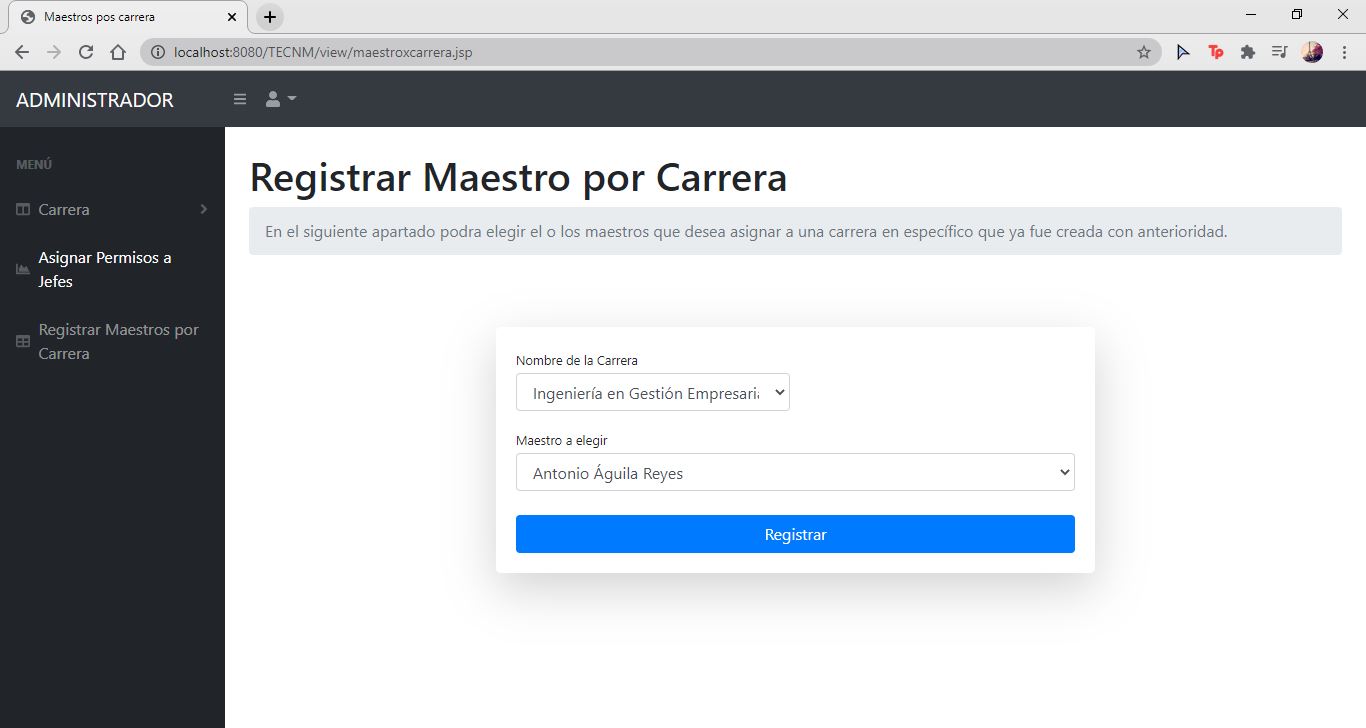 Maestros pos carrera
localhost:8080/TECNM/view/maestroxcarrera.jsp
ADMINISTRADOR
MENÚ
Carrera
Asignar Permisos a
Jefes
Registrar Maestros por
Carrera
Registrar Maestro por Carrera
En el siguiente apartado podra elegir el o los maestros que desea asignar a una carrera en específico que ya fue creada con anterioridad.
Nombre de la Carrera
Ingeniería en Gestión Empresaria
Maestro a elegir
Antonio Águila Reyes
Registrar